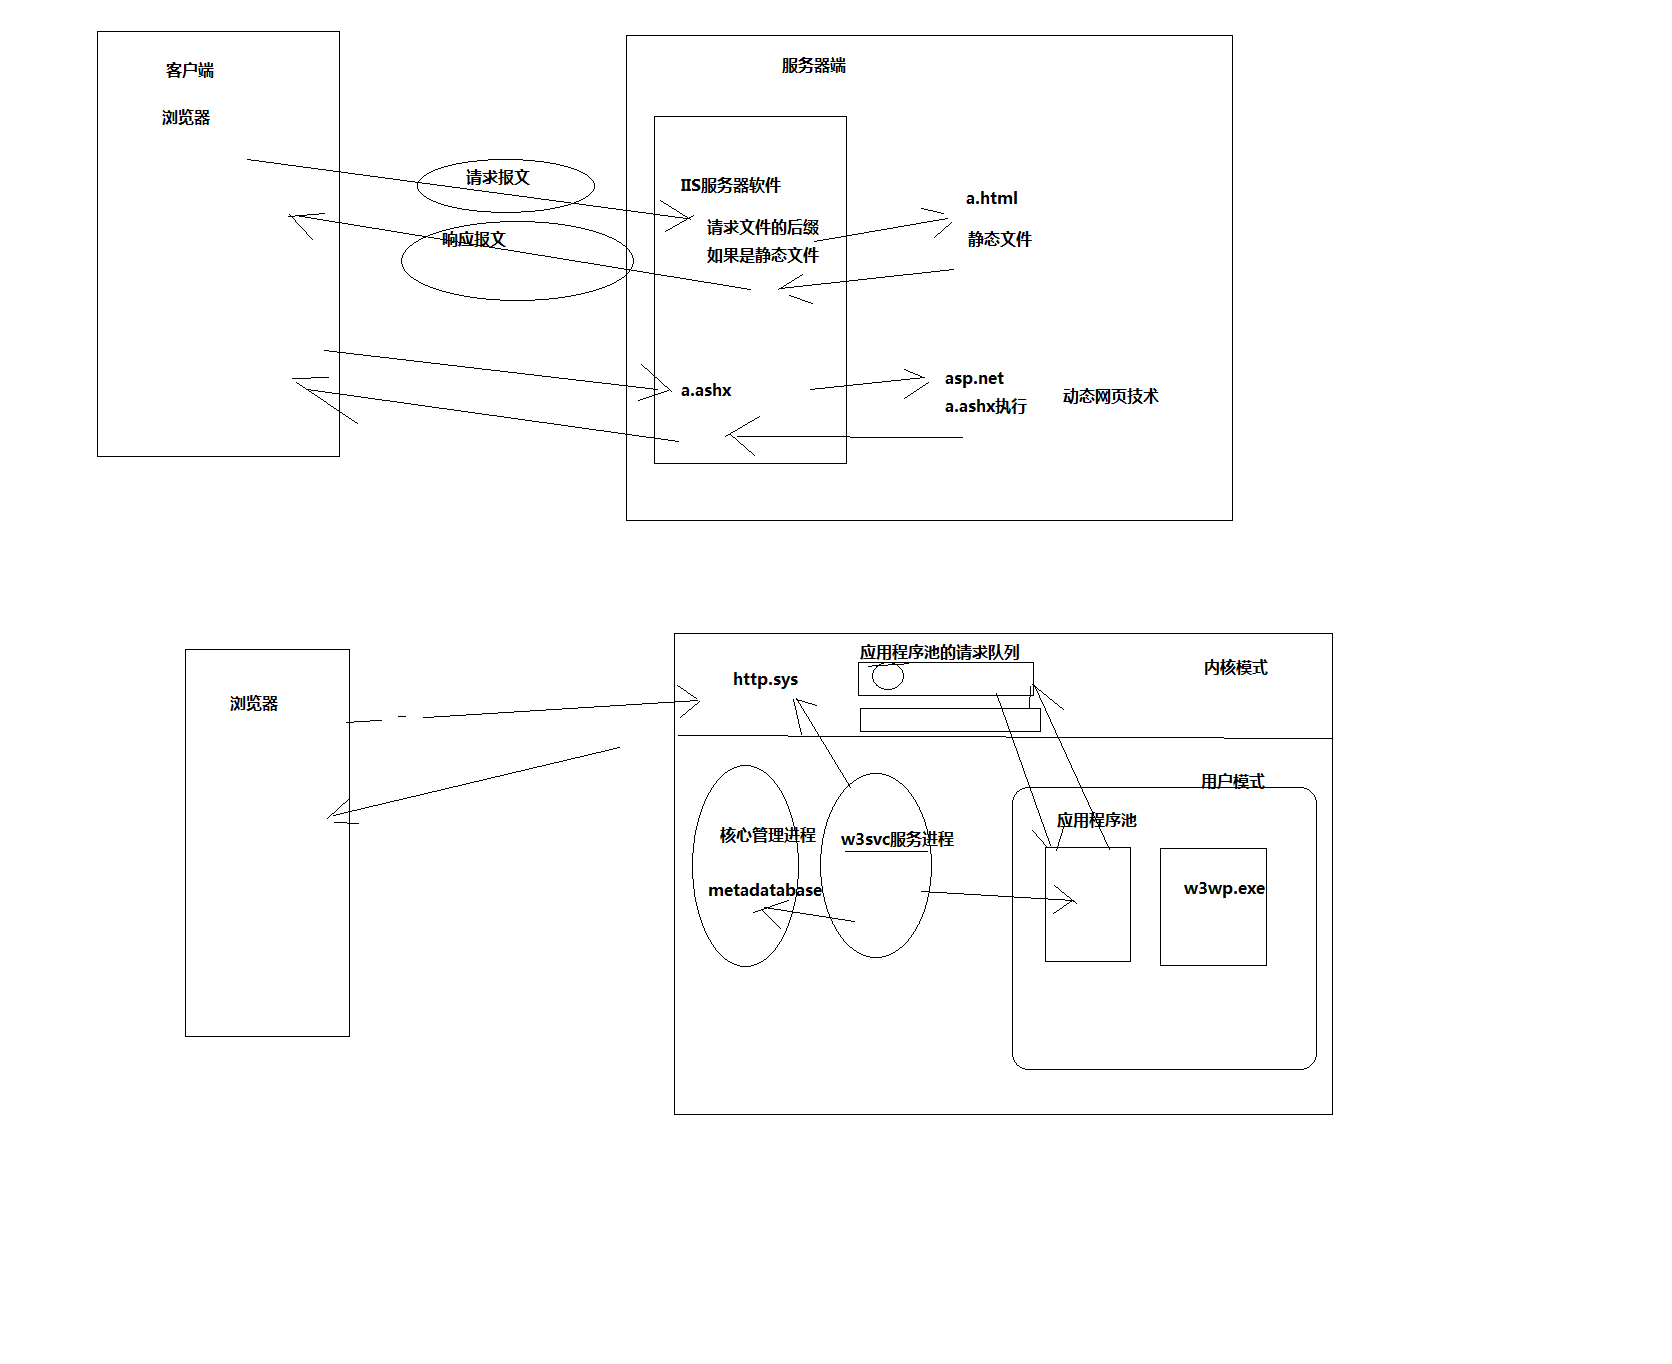 客户端
浏览器
服务器端
请求报文
响应报文
IIS服务器软件
请求文件的后缀
如果是静态文件
a.html
静态文件
a.ashx
asp.net
a.ashx执行
动态网页技术
浏览器
http.sys
应用程序池的请求队列
内核模式
用户模式
核心管理进程
metadatabase
w3svc服务进程
应用程序池
w3wp.exe